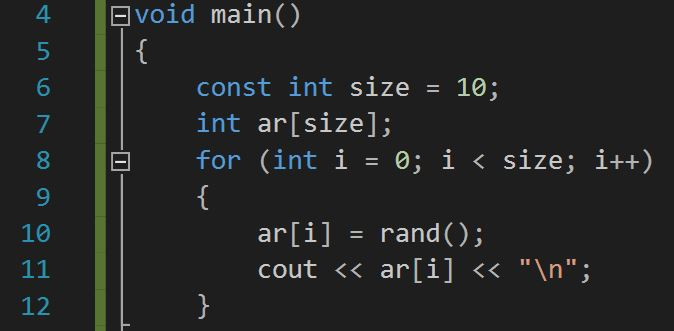 4 void main()
5 {
6     const int size = 10;
7     int ar[size];
8     for (int i = 0; i < size; i++)
9     {
10         ar[i] = rand();
11         cout << ar[i] << "\n";
12     }